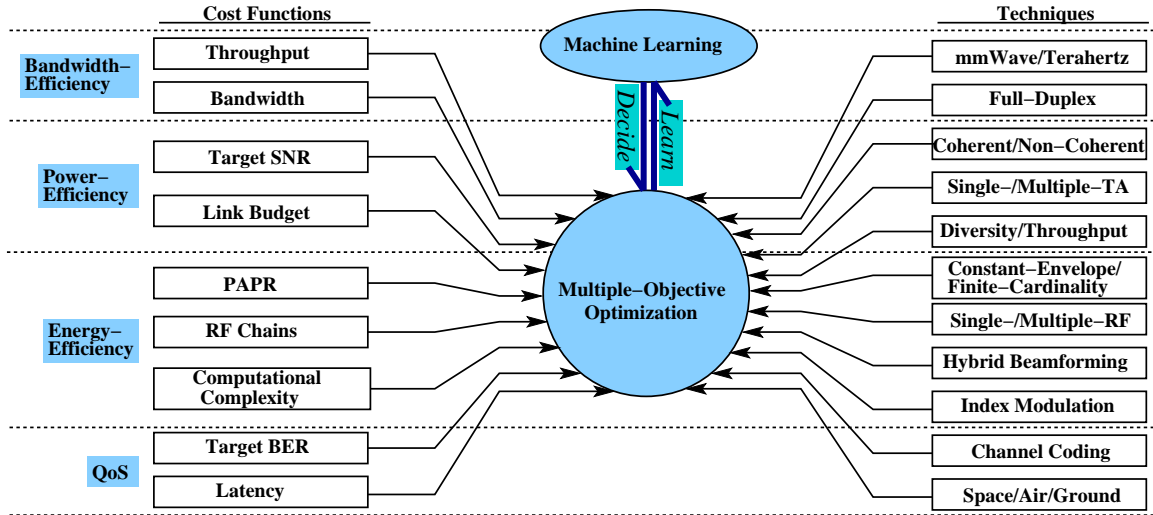 Cost Functions
Techniques
Bandwidth−
Efficiency
Throughput
Bandwidth
Power−
Efficiency
Target SNR
Link Budget
Energy−
Efficiency
PAPR
RF Chains
Computational
Complexity
QoS
Target BER
Latency
Machine Learning
Decide
Learn
Multiple−Objective
Optimization
mmWave/Terahertz
Full−Duplex
Coherent/Non−Coherent
Single−/Multiple−TA
Diversity/Throughput
Constant−Envelope/
Finite−Cardinality
Single−/Multiple−RF
Hybrid Beamforming
Index Modulation
Channel Coding
Space/Air/Ground